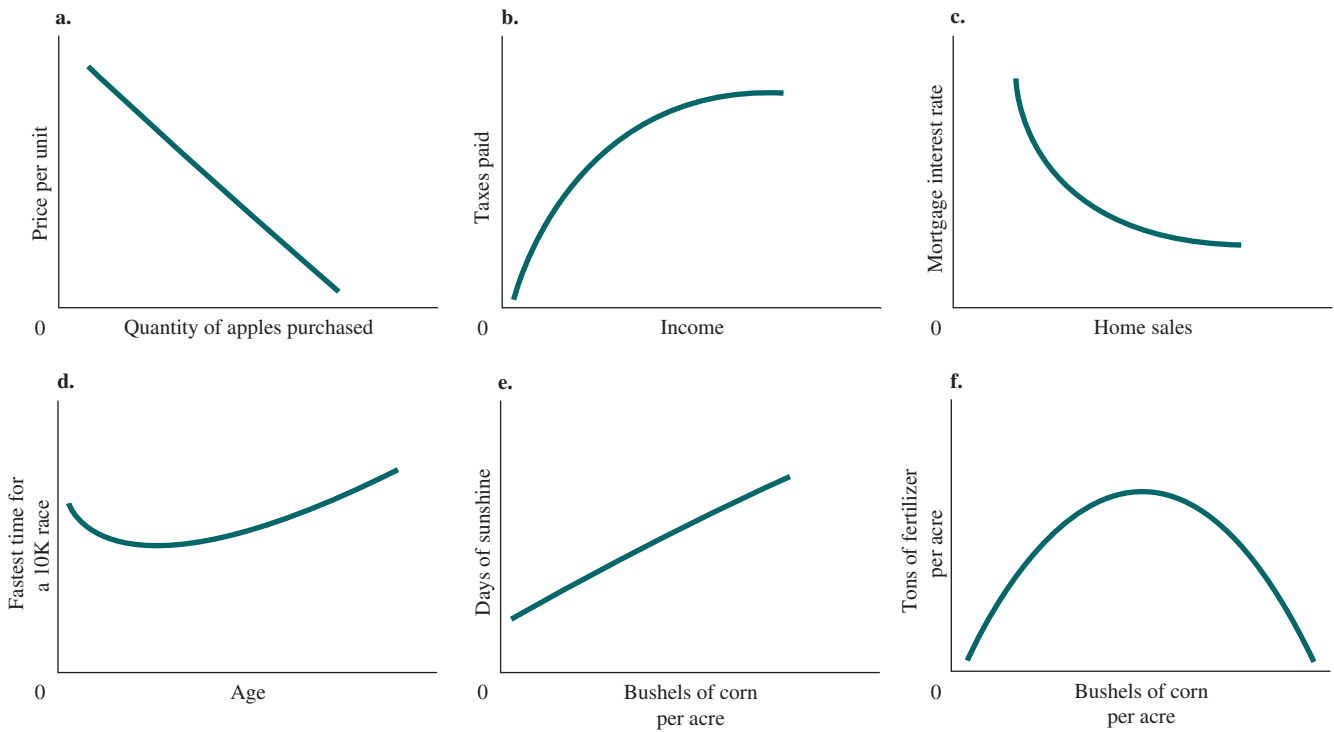 a.
Price per unit
0
Quantity of apples purchased
b.
Taxes paid
0
Income
c.
Mortgage interest rate
0
Home sales
d.
Fastest time for
a 10K race
0
Age
e.
Days of sunshine
0
Bushels of corn
per acre
f.
Tons of fertilizer
per acre
0
Bushels of corn
per acre